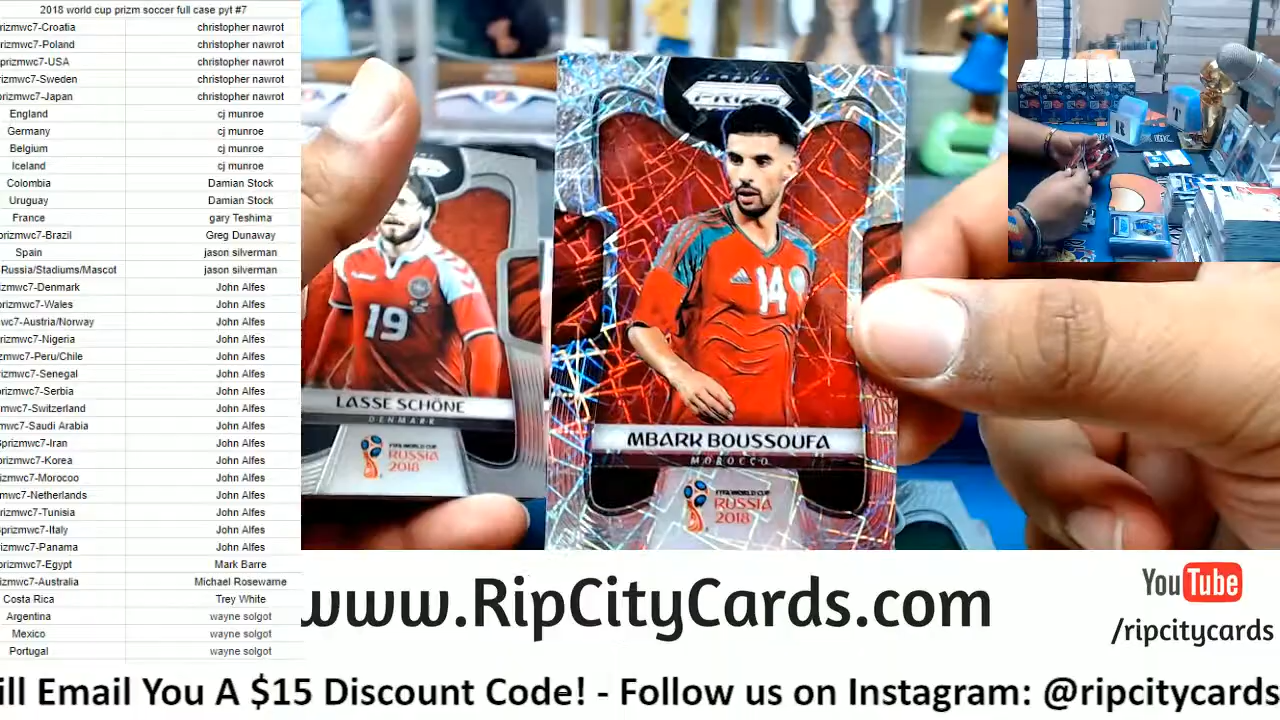 2018 world cup prizm soccer full case pyt #7
rizmwc7-Croatia christopher nawrot
rizmwc7-Poland christopher nawrot
prizmwc7-USA christopher nawrot
rizmwc7-Sweden christopher nawrot
rizmwc7-Japan christopher nawrot
England cj munroe
Germany cj munroe
Belgium cj munroe
Iceland cj munroe
Colombia Damian Stock
Uruguay Damian Stock
France gary Teshima
prizmwc7-Brazil Greg Dunaway
Spain jason silverman
Russia/Stadiums/Mascot jason silverman
izmwc7-Denmark John Alfes
prizmwc7-Wales John Alfes
wc7-Austria/Norway John Alfes
rizmwc7-Nigeria John Alfes
zmwc7-Peru/Chile John Alfes
izmwc7-Senegal John Alfes
rizmwc7-Serbia John Alfes
mwc7-Switzerland John Alfes
mwc7-Saudi Arabia John Alfes
8prizmwc7-Iran John Alfes
prizmwc7-Korea John Alfes
izmwc7-Morocoo John Alfes
mwc7-Netherlands John Alfes
rizmwc7-Tunisia John Alfes
8prizmwc7-Italy John Alfes
izmwc7-Panama John Alfes
prizmwc7-Egypt Mark Barre
izmwc7-Australia Michael Rosewarne
Costa Rica Trey White
Argentina wayne solgot
Mexico wayne solgot
Portugal wayne solgot
19
LASSE SCHÖNE
DENMARK
FIFA WORLD CUP
RUSSIA
2018
PRIZM
14
MBARK BOUSSOUFA
MOROCCO
FIFA WORLD CUP
RUSSIA
2018
www.RipCityCards.com
YouTube
/ripcitycards
ill Email You A $15 Discount Code! - Follow us on Instagram: @ripcitycards